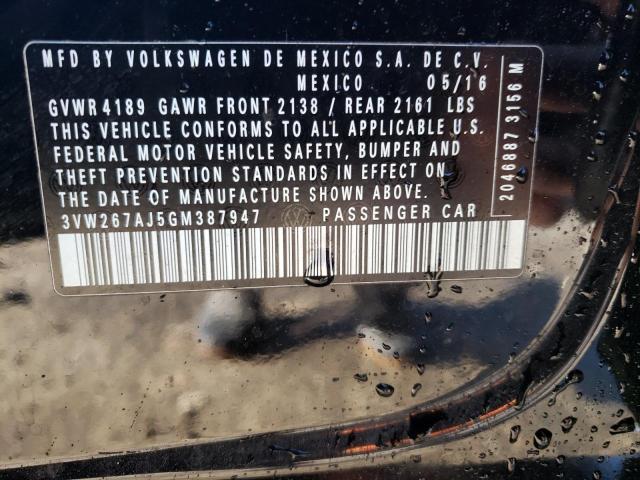 MFD BY VOLKSWAGEN DE MEXICO S.A. DE C.V.
MEXICO 05/16
GVWR 4189 GAWR FRONT 2138 / REAR 2161 LBS
THIS VEHICLE CONFORMS TO ALL APPLICABLE U.S.
FEDERAL MOTOR VEHICLE SAFETY, BUMPER AND
THEFT PREVENTION STANDARDS IN EFFECT ON
THE DATE OF MANUFACTURE SHOWN ABOVE.
3VW267AJ5GM387947 PASSENGER CAR
2046887 3156 M